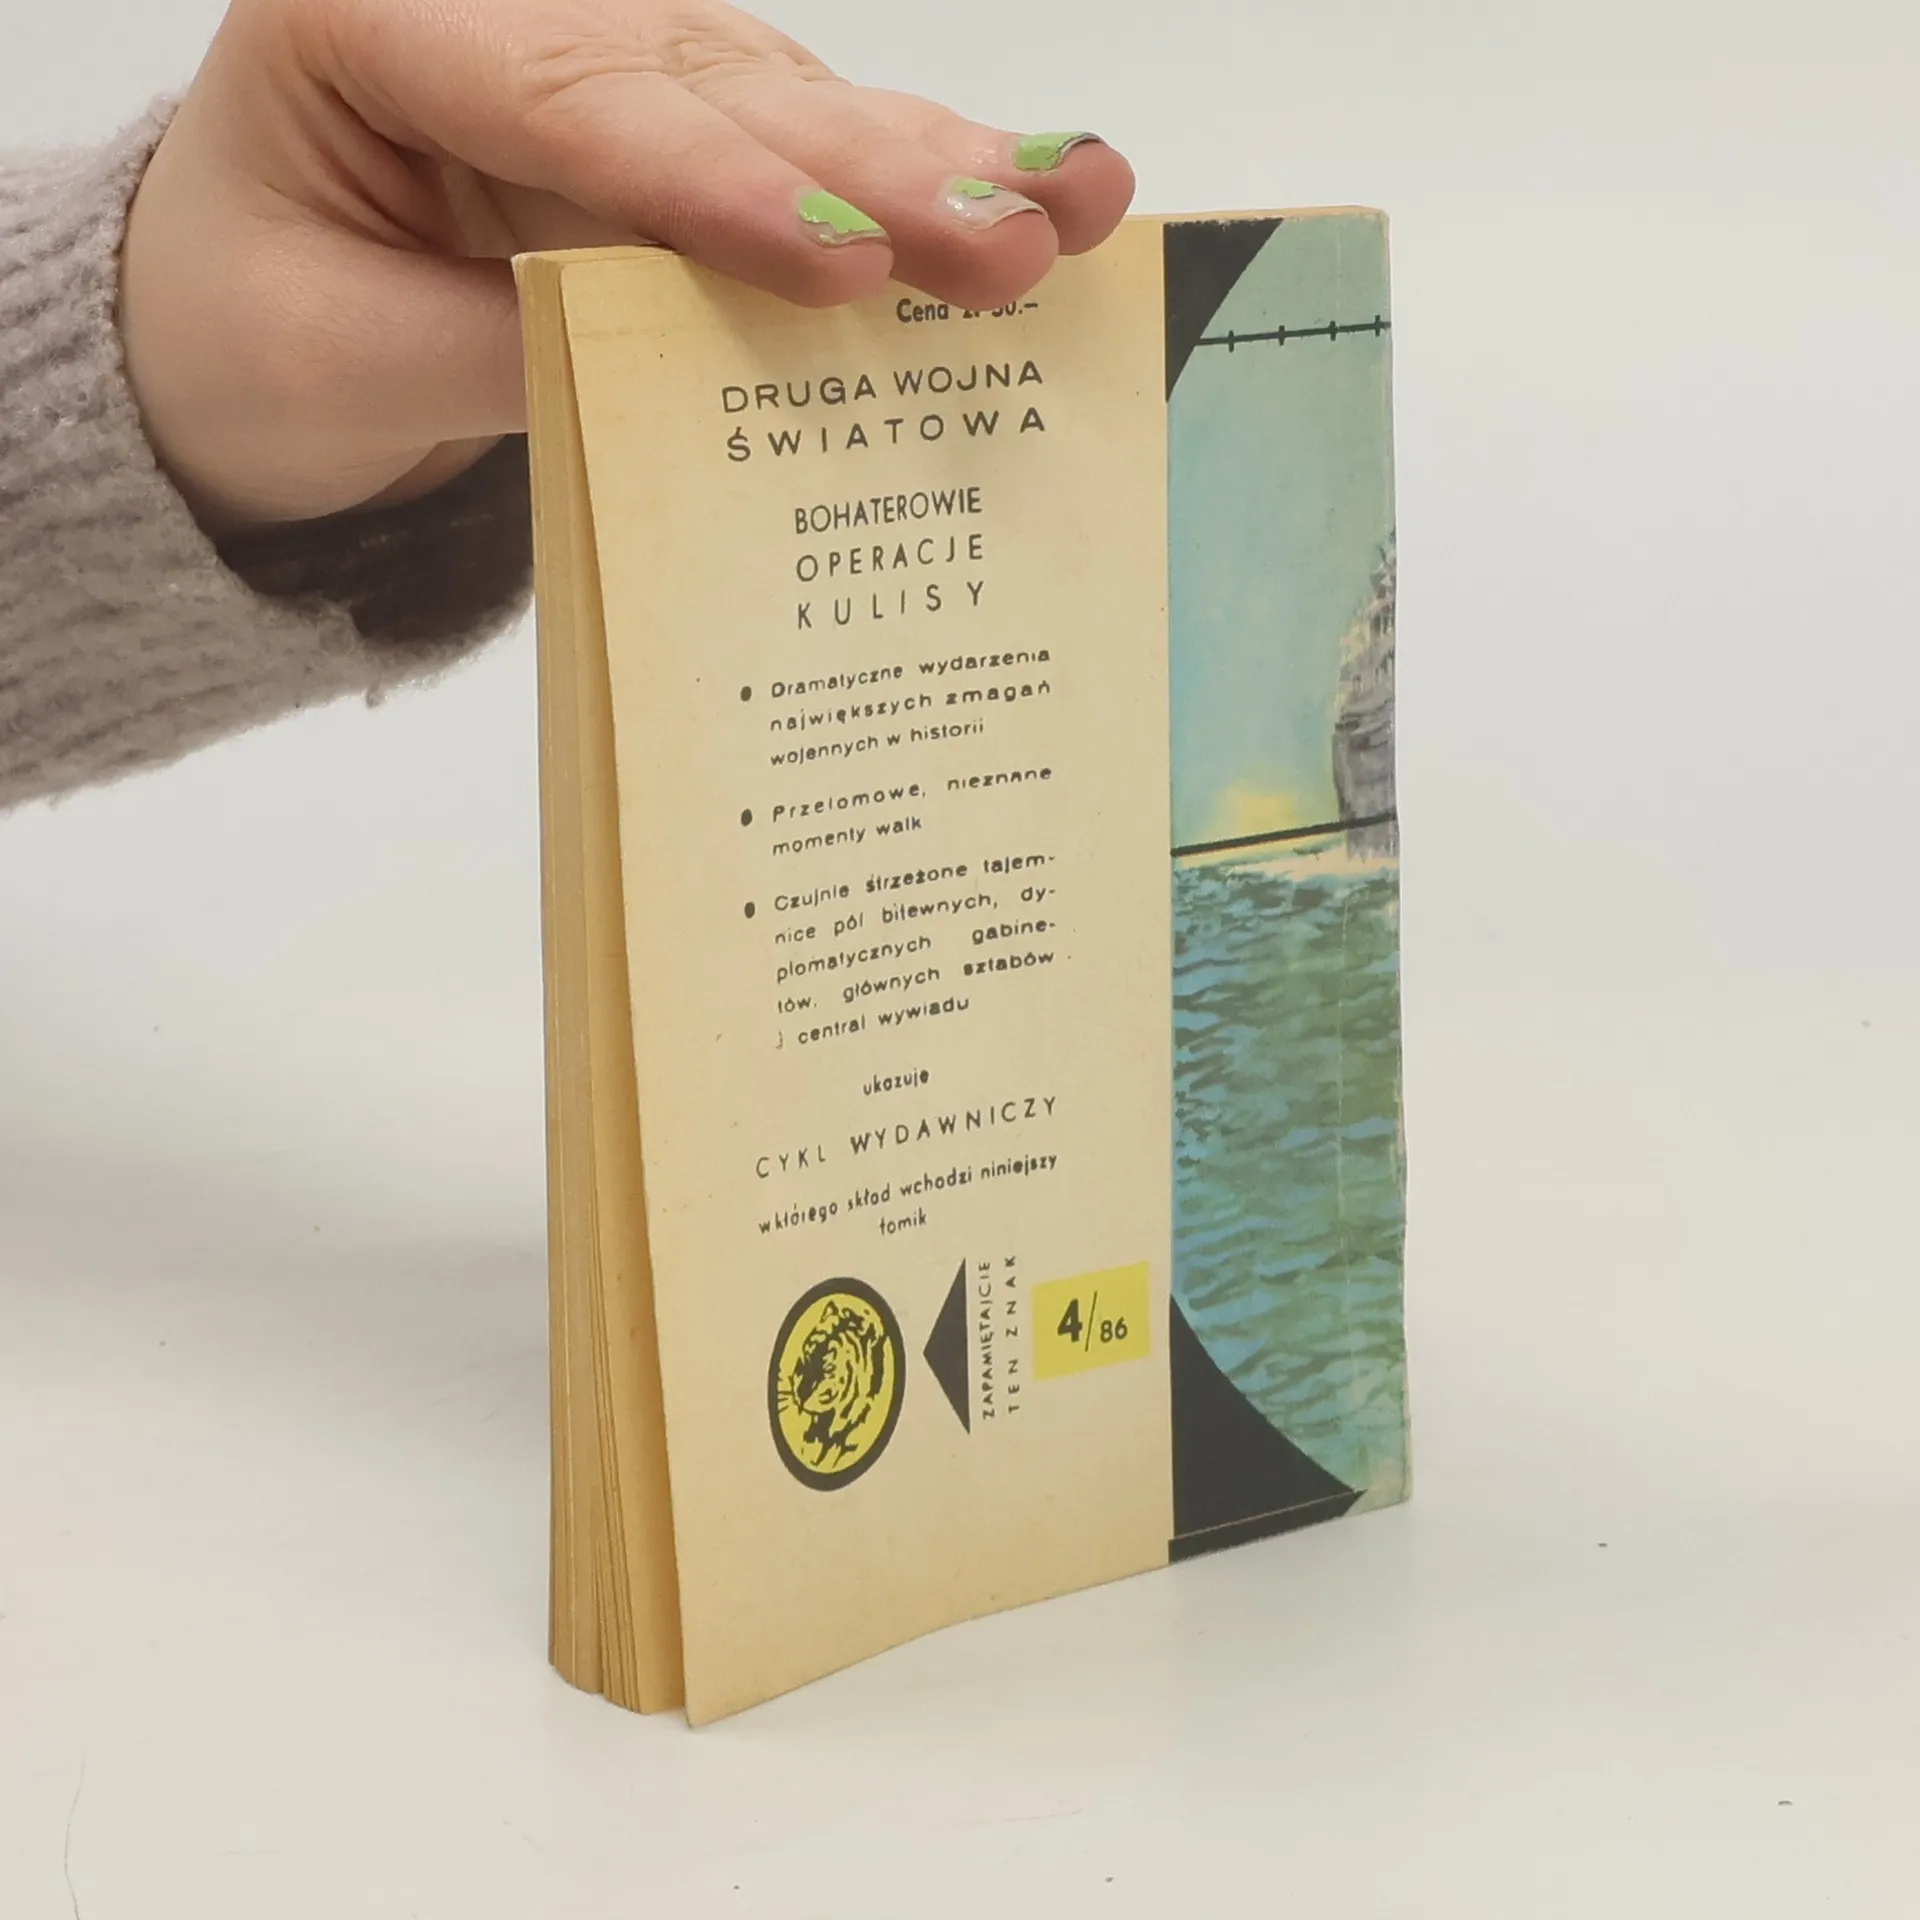 Cena zł 50.—
DRUGA WOJNA
ŚWIATOWA
BOHATEROWIE
OPERACJE
KULISY
● Dramatyczne wydarzenia
największych zmagań
wojennych w historii
● Przełomowe, nieznane
momenty walk
● Czujnie strzeżone tajem-
nice pól bitewnych, dy-
plomatycznych gabine-
tów, głównych sztabów
i central wywiadu
ukazuje
CYKL WYDAWNICZY
w którego skład wchodzi niniejszy
tomik
ZAPAMIĘTAJCIE
TEN ZNAK
4/86